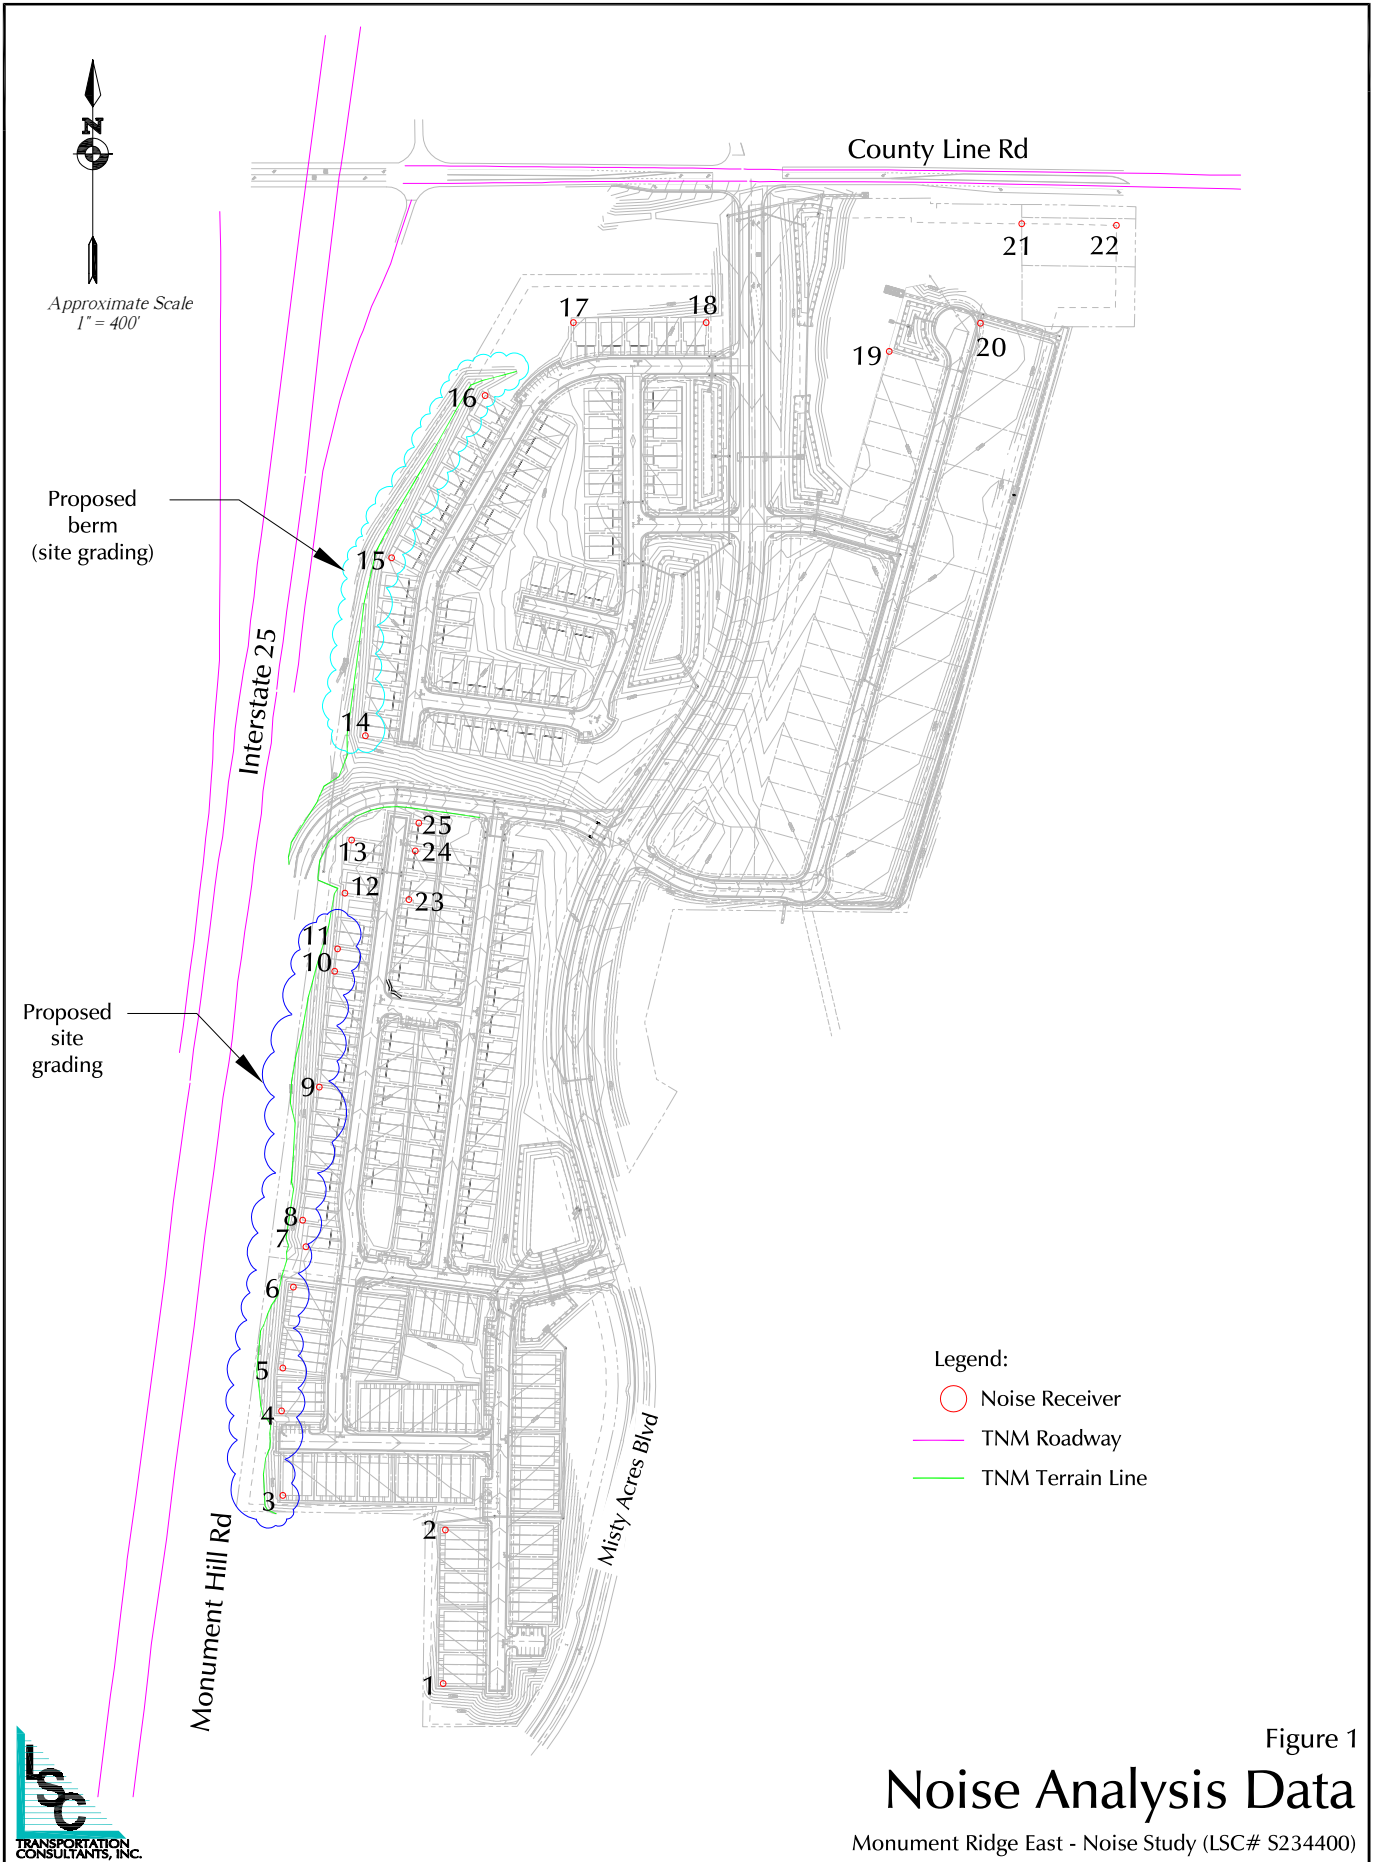 County Line Rd
N
Approximate Scale
1" = 400'
21
22
17
18
19
20
16
Proposed
berm
(site grading)
15
Interstate 25
14
25
13
24
12
23
11
10
Proposed
site
grading
9
8
7
6
5
4
3
Legend:
Noise Receiver
TNM Roadway
TNM Terrain Line
Misty Acres Blvd
2
Monument Hill Rd
1
Figure 1
Noise Analysis Data
Monument Ridge East - Noise Study (LSC# S234400)
LSC
TRANSPORTATION
CONSULTANTS, INC.